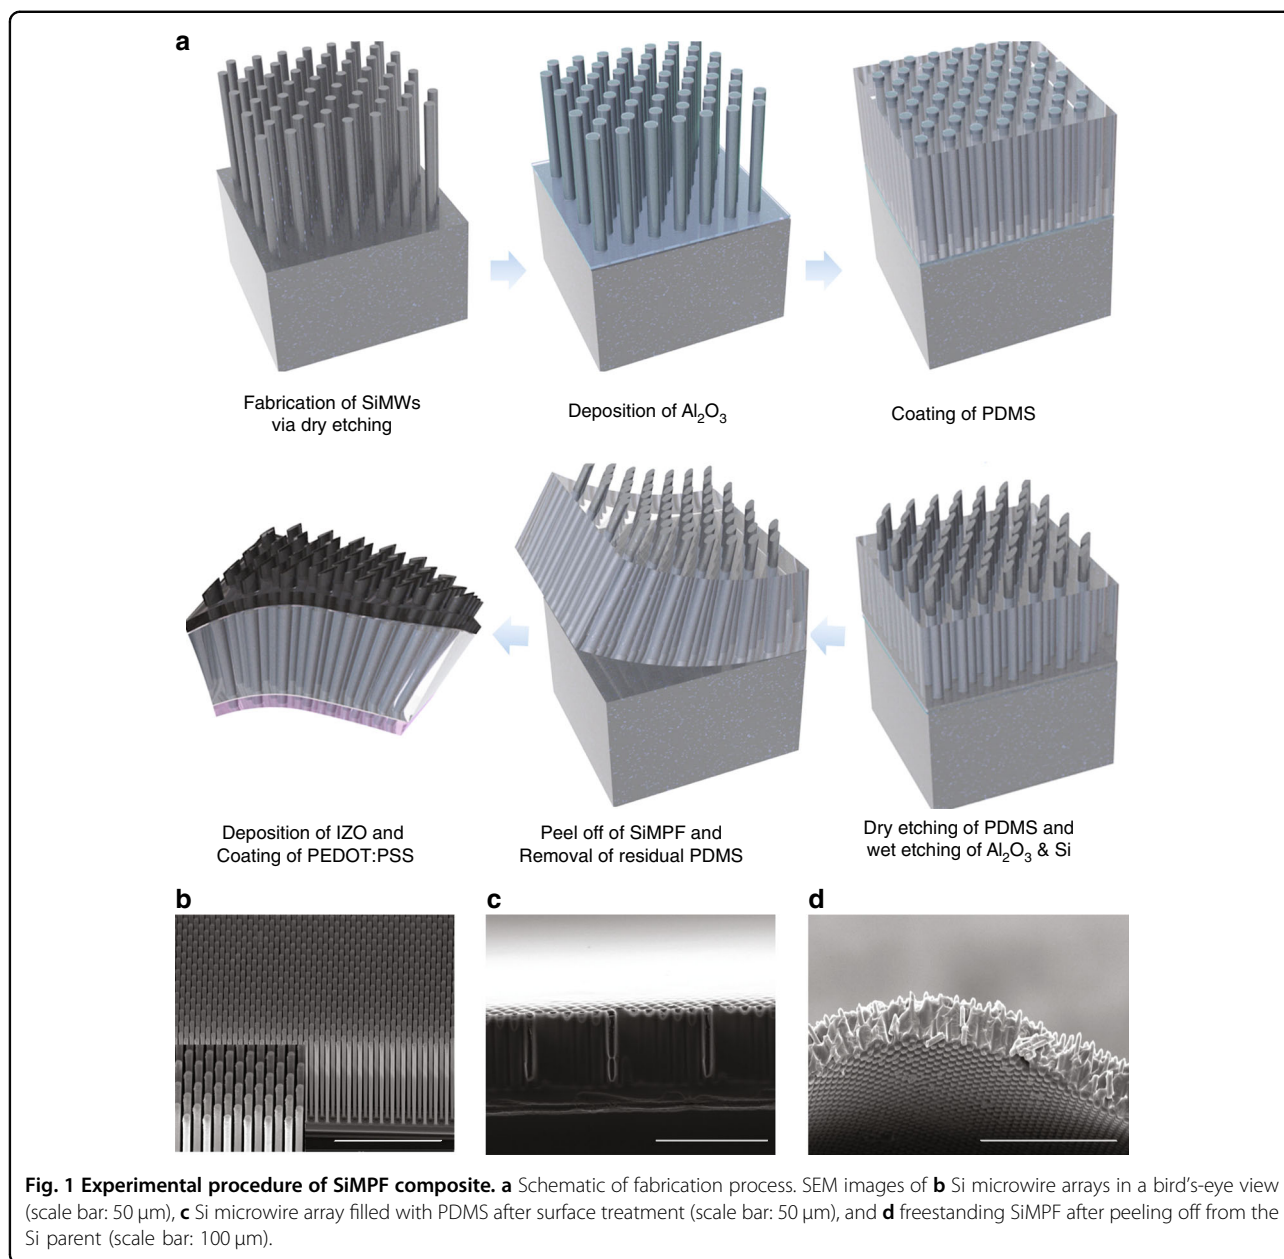 a
Fabrication of SiMWs
via dry etching
Deposition of Al₂O₃
Coating of PDMS
Deposition of IZO and
Coating of PEDOT:PSS
Peel off of SiMPF and
Removal of residual PDMS
Dry etching of PDMS and
wet etching of Al₂O₃ & Si
b
c
d
Fig. 1 Experimental procedure of SiMPF composite. a Schematic of fabrication process. SEM images of b Si microwire arrays in a bird's-eye view
(scale bar: 50 μm), c Si microwire array filled with PDMS after surface treatment (scale bar: 50 μm), and d freestanding SiMPF after peeling off from the
Si parent (scale bar: 100 μm).